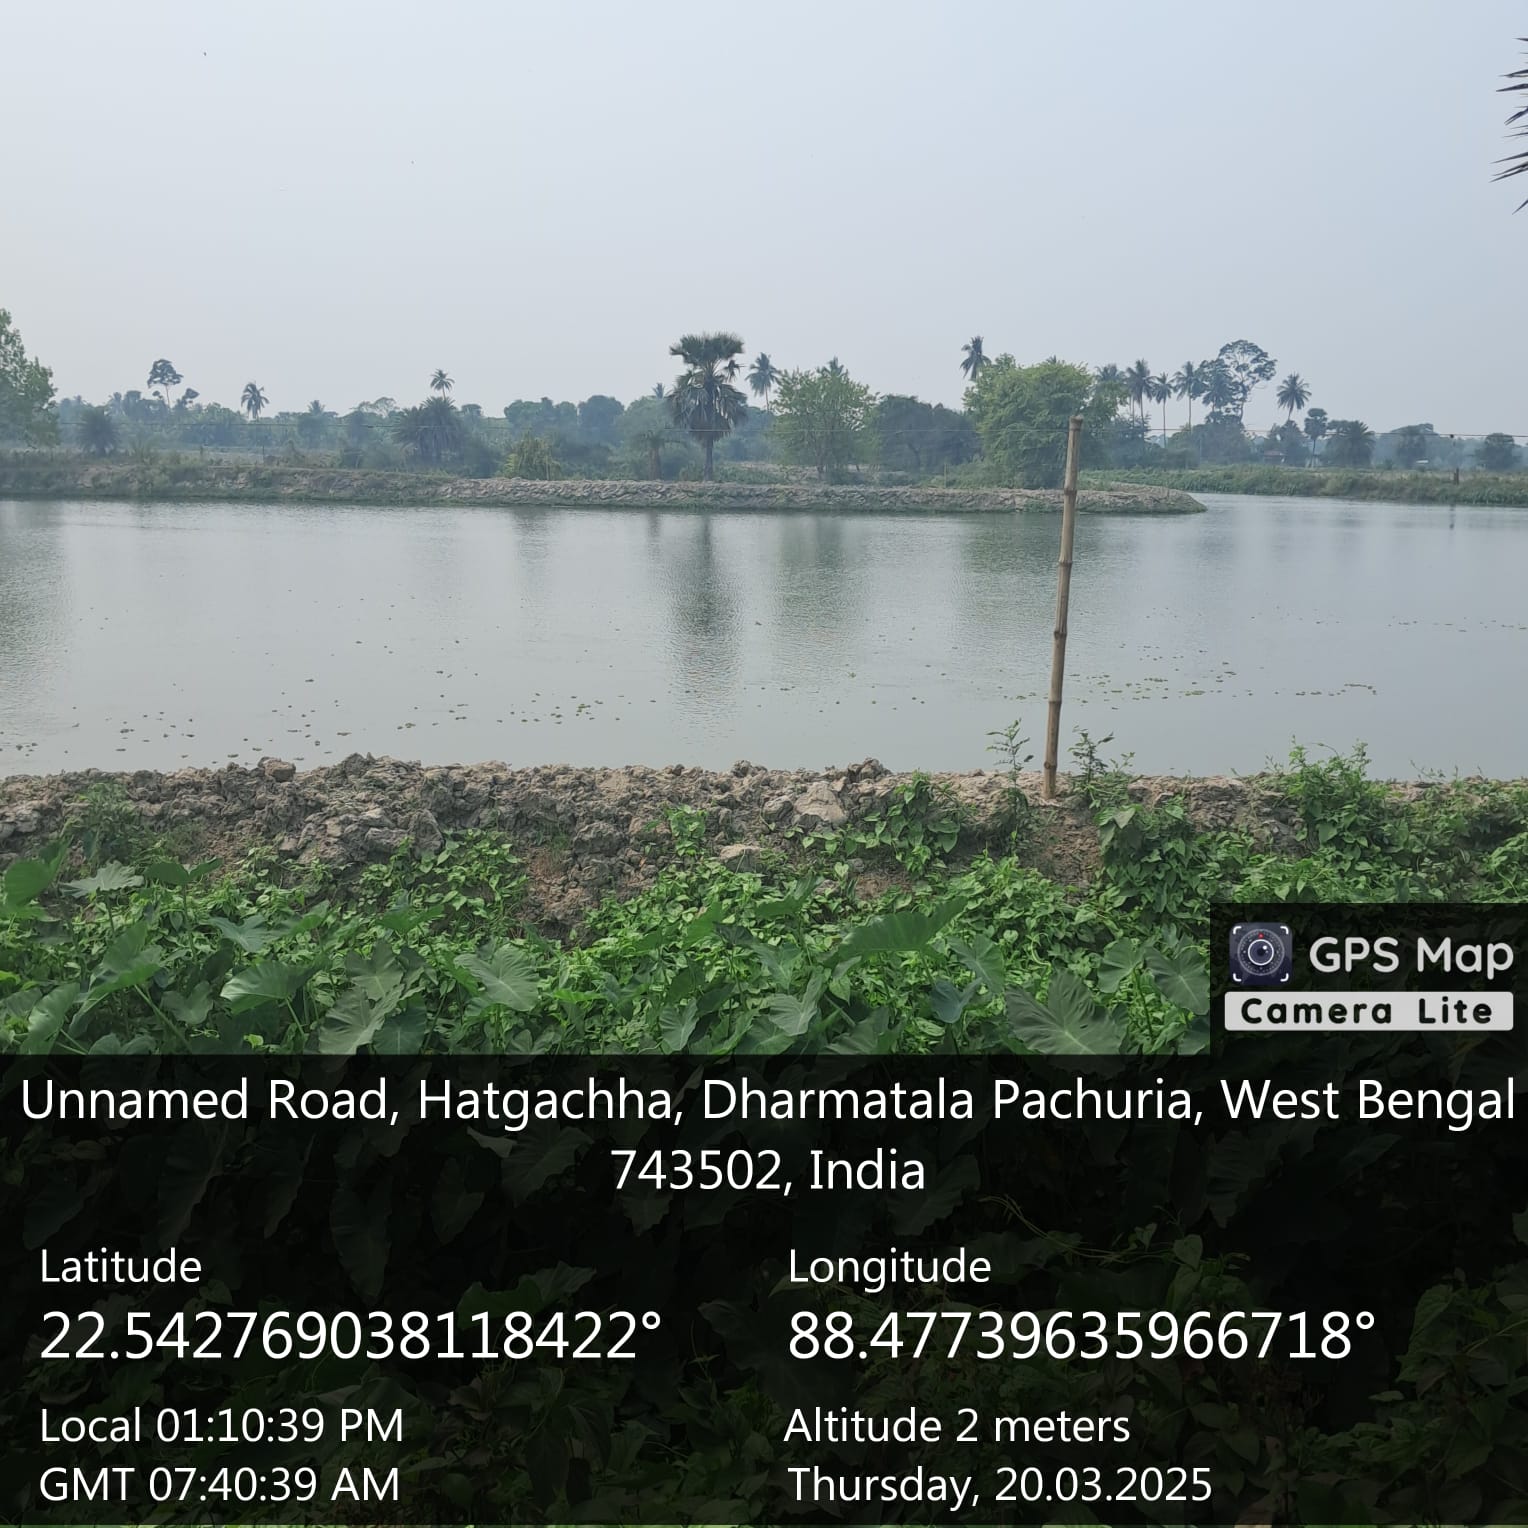 GPS Map
Camera Lite
Unnamed Road, Hatgachha, Dharmatala Pachuria, West Bengal
743502, India
Latitude
22.542769038118422°
Longitude
88.47739635966718°
Local 01:10:39 PM
GMT 07:40:39 AM
Altitude 2 meters
Thursday, 20.03.2025